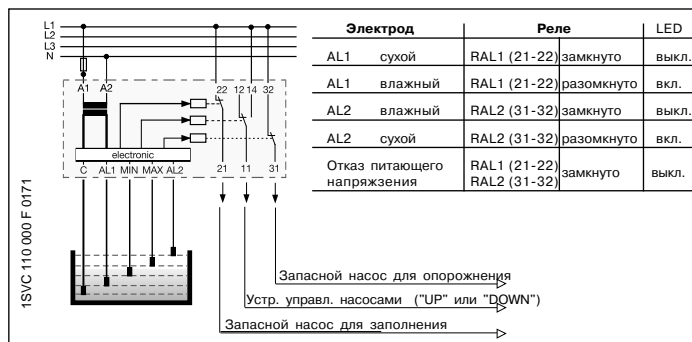 L1
L2
L3
N
A1 A2 22 12 14 32
electronic
C AL1 MIN MAX AL2
21 11 31
Запасной насос для опорожнения
Устр. управл. насосами ("UP" или "DOWN")
Запасной насос для заполнения
1SVC 110 000 F 0171
Электрод Реле LED
AL1 сухой RAL1 (21-22) замкнуто выкл.
AL1 влажный RAL1 (21-22) разомкнуто вкл.
AL2 влажный RAL2 (31-32) замкнуто выкл.
AL2 сухой RAL2 (31-32) разомкнуто вкл.
Отказ питающего RAL1 (21-22) замкнуто выкл.
напряжзения RAL2 (31-32)